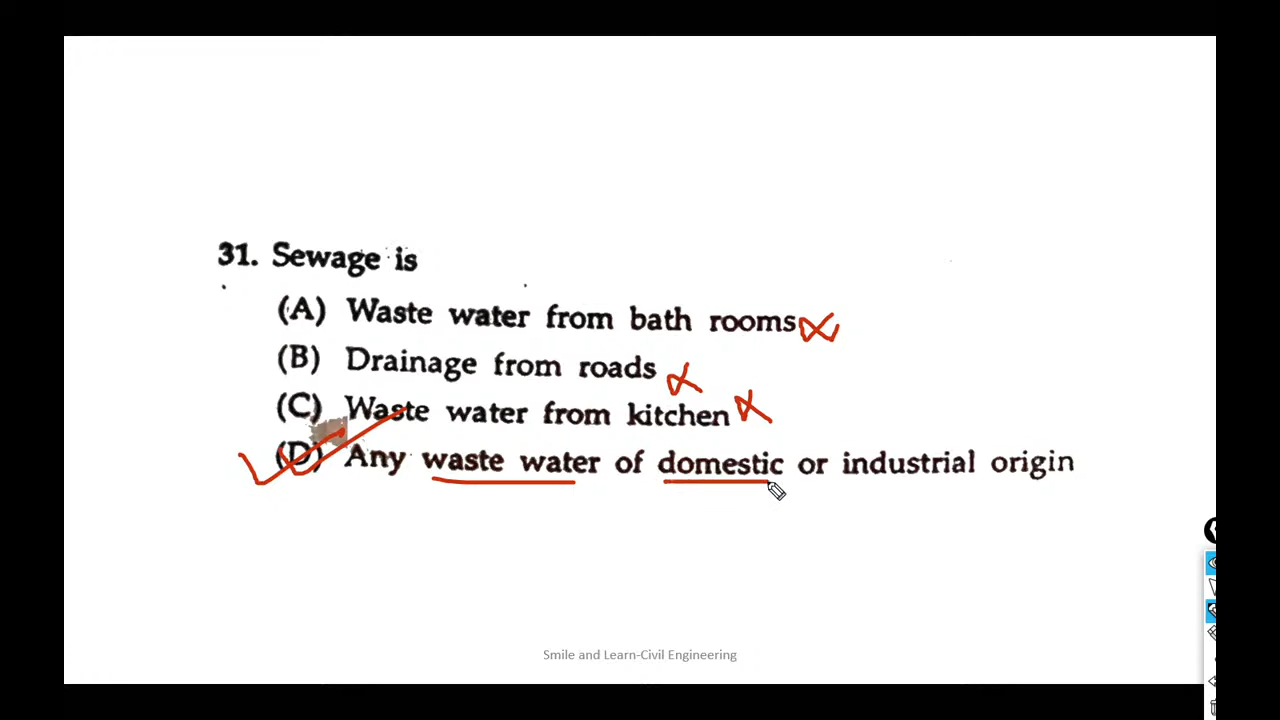 31. Sewage is
(A) Waste water from bath rooms
(B) Drainage from roads
(C) Waste water from kitchen
(D) Any waste water of domestic or industrial origin
Smile and Learn-Civil Engineering